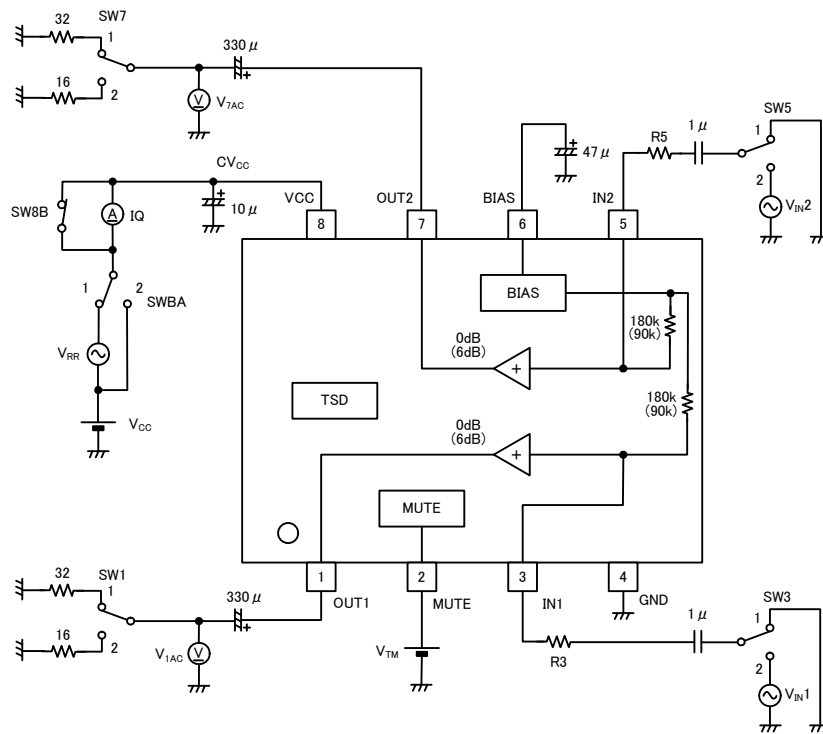 32
SW7
1
330μ
16
2
V7AC
SW5
1μ
1
R5
47μ
2
VIN2
CVCC
VCC
OUT2
BIAS
IN2
SW8B
A
IQ
10μ
8
7
6
5
1
2
SWBA
BIAS
180k
(90k)
0dB
(6dB)
VRR
TSD
180k
(90k)
VCC
0dB
(6dB)
MUTE
32
SW1
1
330μ
1
2
3
4
OUT1
MUTE
IN1
GND
SW3
1μ
1
16
2
V1AC
VTM
R3
2
VIN1